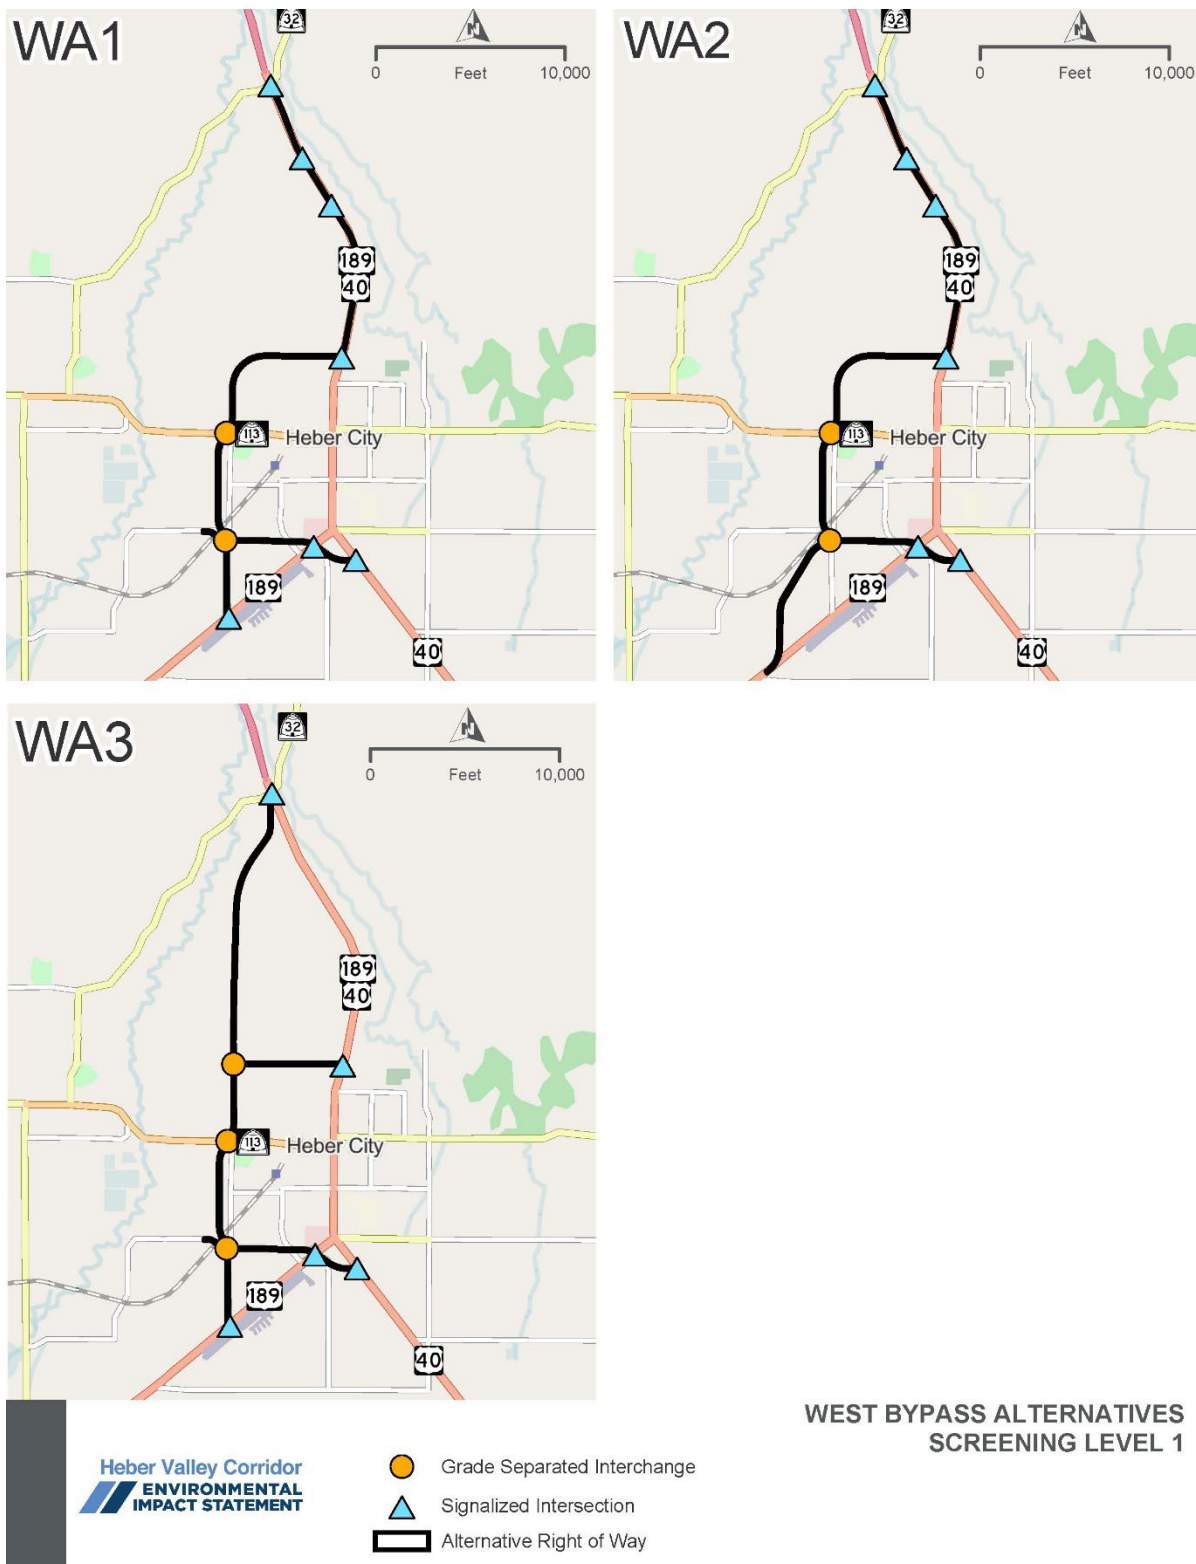 WA1
32
N
0
Feet
10,000
189
40
113
Heber City
189
40
WA2
32
N
0
Feet
10,000
189
40
113
Heber City
189
40
WA3
32
N
0
Feet
10,000
189
40
113
Heber City
189
40
WEST BYPASS ALTERNATIVES
SCREENING LEVEL 1
Heber Valley Corridor
ENVIRONMENTAL
IMPACT STATEMENT
Grade Separated Interchange
Signalized Intersection
Alternative Right of Way